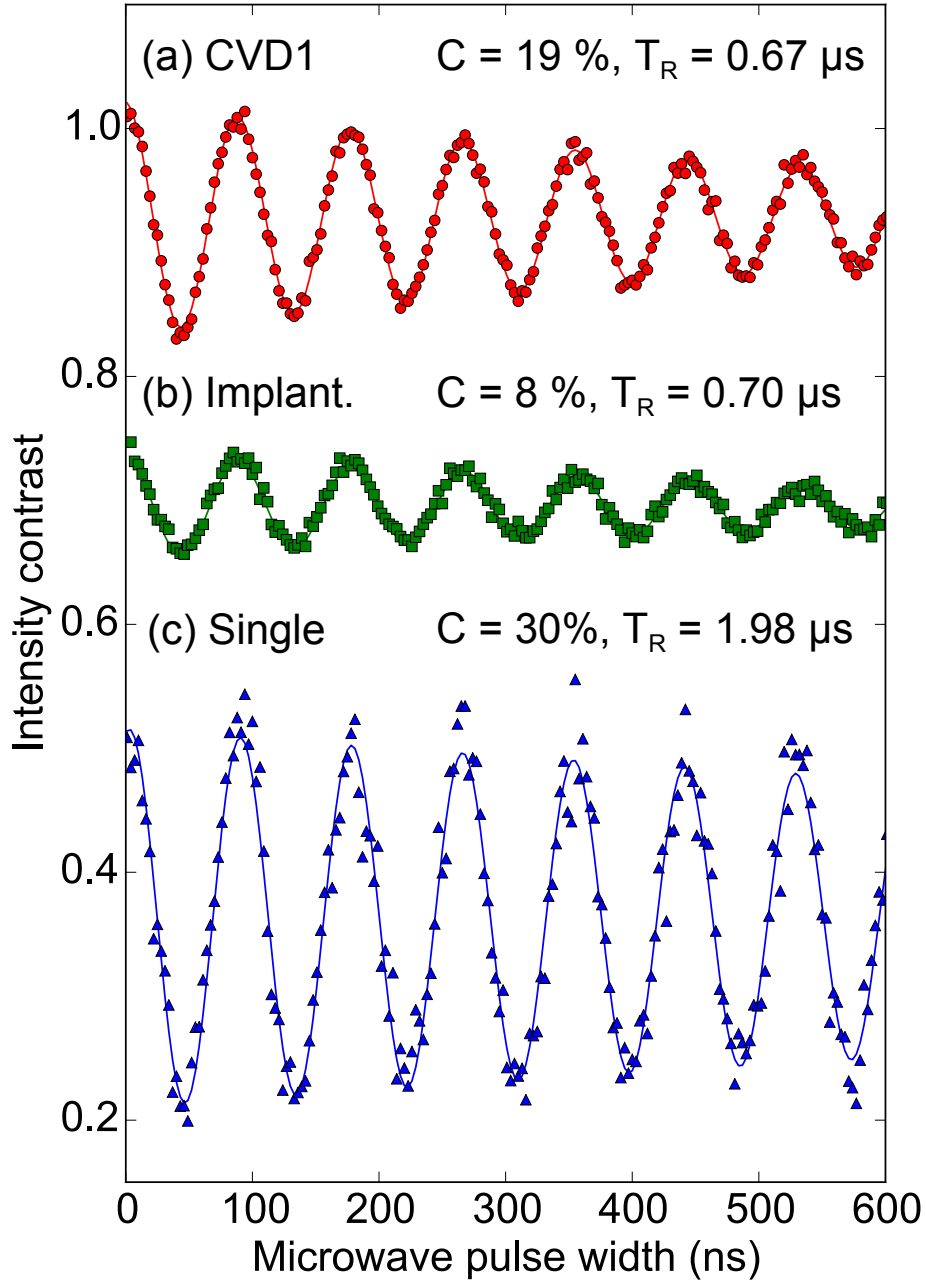 (a) CVD1 C = 19 %, T_R = 0.67 µs
1.0
0.8
(b) Implant. C = 8 %, T_R = 0.70 µs
Intensity contrast
0.6
(c) Single C = 30%, T_R = 1.98 µs
0.4
0.2
0 100 200 300 400 500 600
Microwave pulse width (ns)